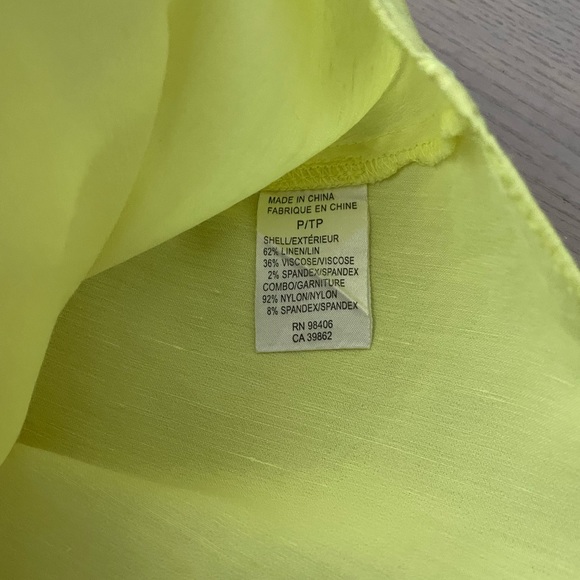 MADE IN CHINA
FABRIQUE EN CHINE
P/TP
SHELL/EXTÉRIEUR
62% LINEN/LIN
36% VISCOSE/VISCOSE
2% SPANDEX/SPANDEX
COMBO/GARNITURE
92% NYLON/NYLON
8% SPANDEX/SPANDEX
RN 98406
CA 39862